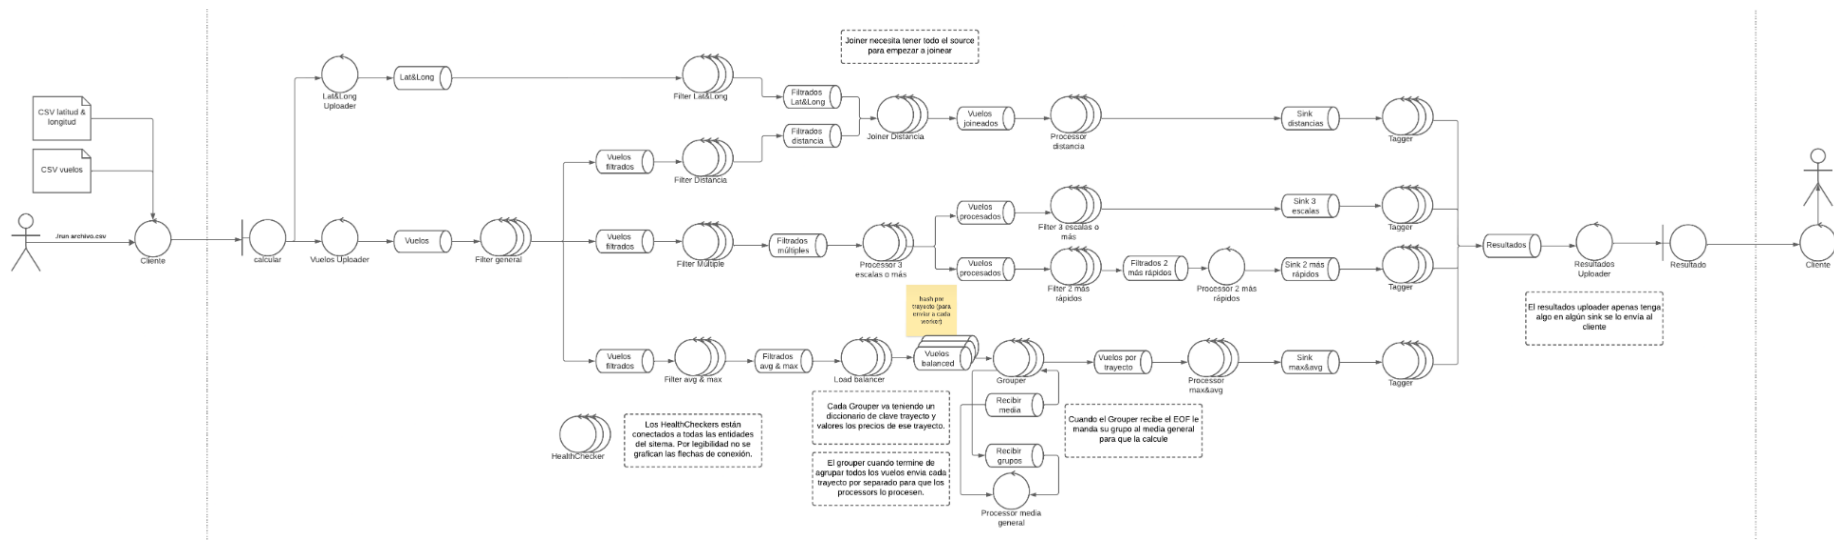 Joiner necesita tener todo el source
para empezar a joinear
CSV latitud &
longitud
CSV vuelos
./run archivo.csv
Cliente
calcular
Lat&Long
Uploader
Lat&Long
Filter Lat&Long
Filtrados
Lat&Long
Filtrados
distancia
Joiner Distancia
Vuelos
joineados
Processor
distancia
Sink
distancias
Tagger
Vuelos
filtrados
Filter Distancia
Vuelos Uploader
Vuelos
Filter general
Vuelos
filtrados
Filter Multiple
Filtrados
múltiples
Processor 3
escalas o más
Vuelos
procesados
Filter 3 escalas o
más
Sink 3
escalas
Tagger
Vuelos
procesados
Filter 2 más
rápidos
Filtrados 2
más rápidos
Processor 2 más
rápidos
Sink 2 más
rápidos
Tagger
Resultados
Resultados
Uploader
Resultado
Cliente
El resultados uploader apenas tenga
algo en algún sink se lo envía al
cliente
hash por
trayecto (para
enviar a cada
worker)
Vuelos
filtrados
Filter avg & max
Filtrados
avg & max
Load balancer
Vuelos
balanced
Grouper
Vuelos por
trayecto
Processor
max&avg
Sink
max&avg
Tagger
Recibir
media
Recibir
grupos
Processor media
general
Cada Grouper va teniendo un
diccionario de clave trayecto y
valores los precios de ese trayecto.
El grouper cuando termine de
agrupar todos los vuelos envia cada
trayecto por separado para que los
processors lo procesen.
Cuando el Grouper recibe el EOF le
manda su grupo al media general
para que la calcule
HealthChecker
Los HealthCheckers están
conectados a todas las entidades
del sitema. Por legibilidad no se
grafican las flechas de conexión.